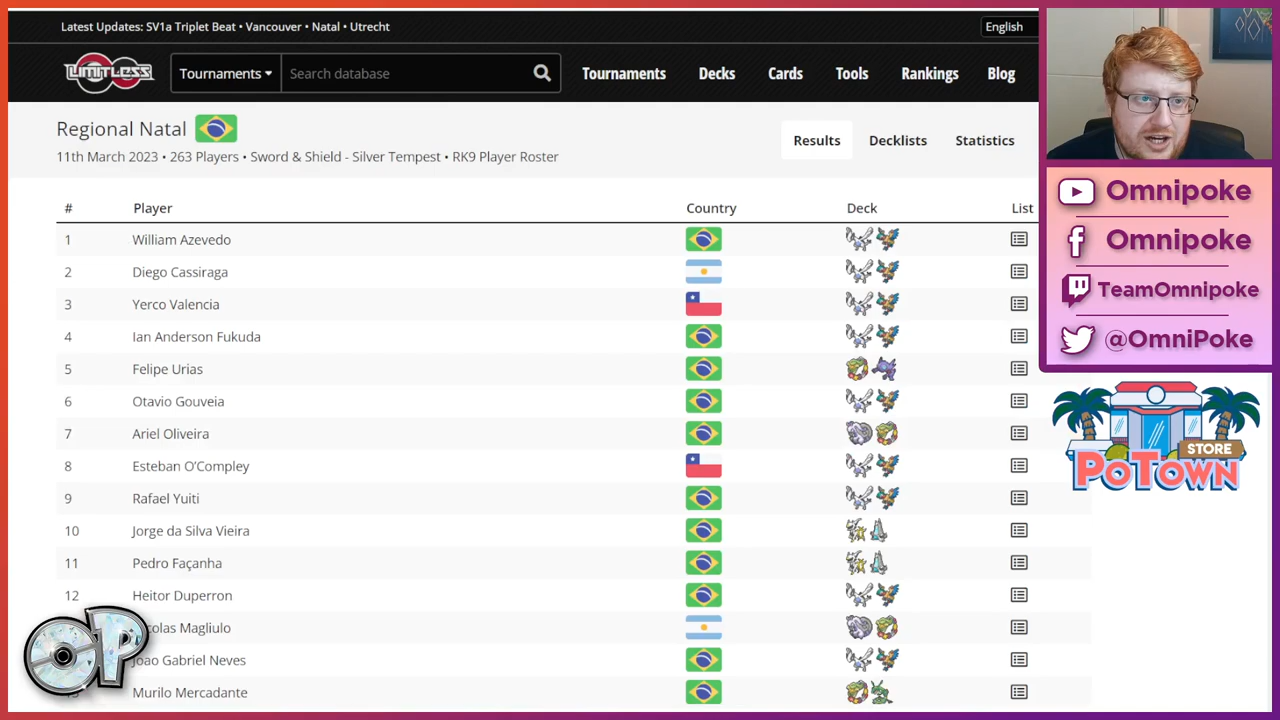 Latest Updates: SV1a Triplet Beat • Vancouver • Natal • Utrecht
English
LIMITLESS
Tournaments
Search database
Tournaments
Decks
Cards
Tools
Rankings
Blog
Regional Natal
11th March 2023 • 263 Players • Sword & Shield - Silver Tempest • RK9 Player Roster
Results
Decklists
Statistics
# Player Country Deck List
1 William Azevedo
2 Diego Cassiraga
3 Yerco Valencia
4 Ian Anderson Fukuda
5 Felipe Urias
6 Otavio Gouveia
7 Ariel Oliveira
8 Esteban O’Compley
9 Rafael Yuiti
10 Jorge da Silva Vieira
11 Pedro Façanha
12 Heitor Duperron
Magliulo
Gabriel Neves
Murilo Mercadante
Omnipoke
Omnipoke
TeamOmnipoke
@OmniPoke
STORE
POTOWN
OP